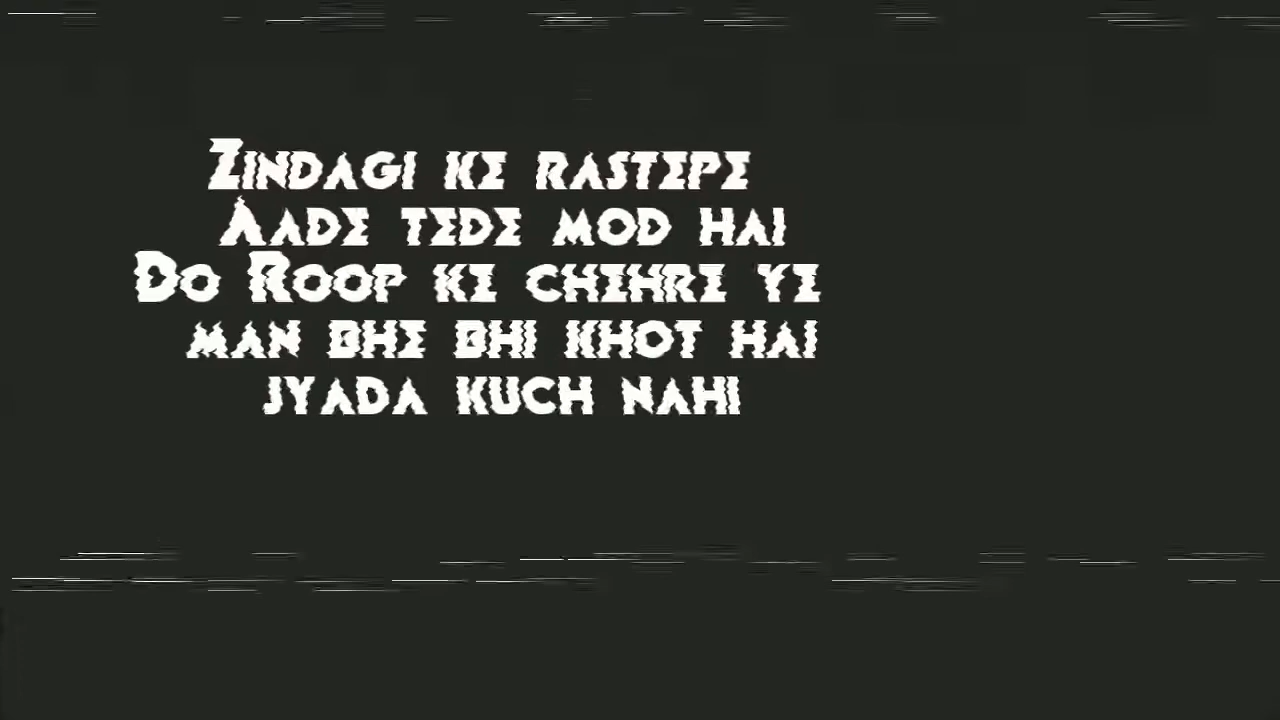 Zindagi ke rastepe
Aade tede mod hai
Do Roop ke chehre ye
man bhe bhi khot hai
jyada kuch nahi